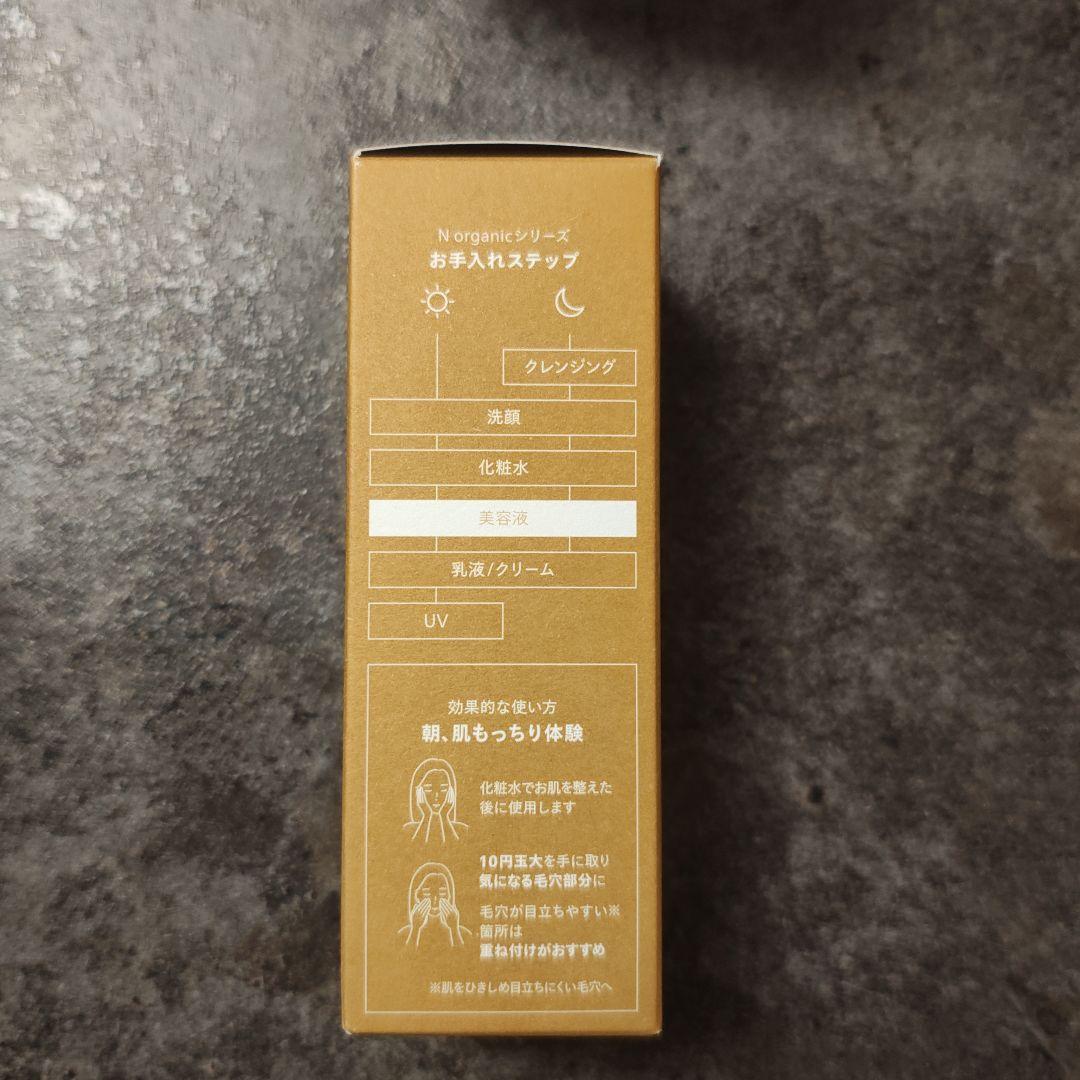 N organicシリーズ
お手入れステップ
クレンジング
洗顔
化粧水
美容液
乳液/クリーム
UV
効果的な使い方
朝、肌もっちり体験
化粧水でお肌を整えた
後に使用します
10円玉大を手に取り
気になる毛穴部分に
毛穴が目立ちやすい※
箇所は
重ね付けがおすすめ
※肌をひきしめ目立ちにくい毛穴へ